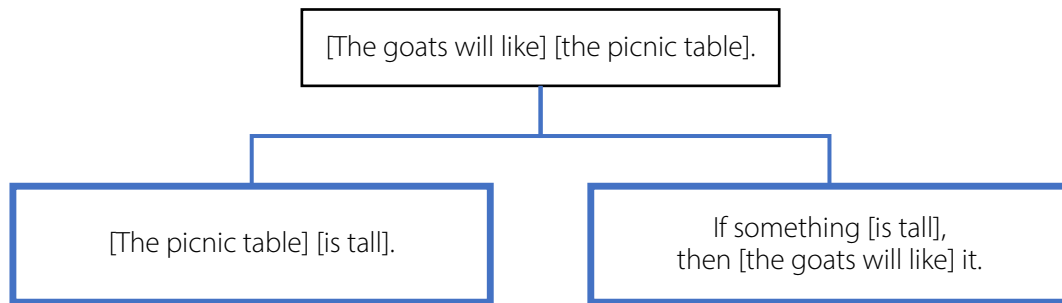 [The goats will like] [the picnic table].
[The picnic table] [is tall].
If something [is tall],
then [the goats will like] it.